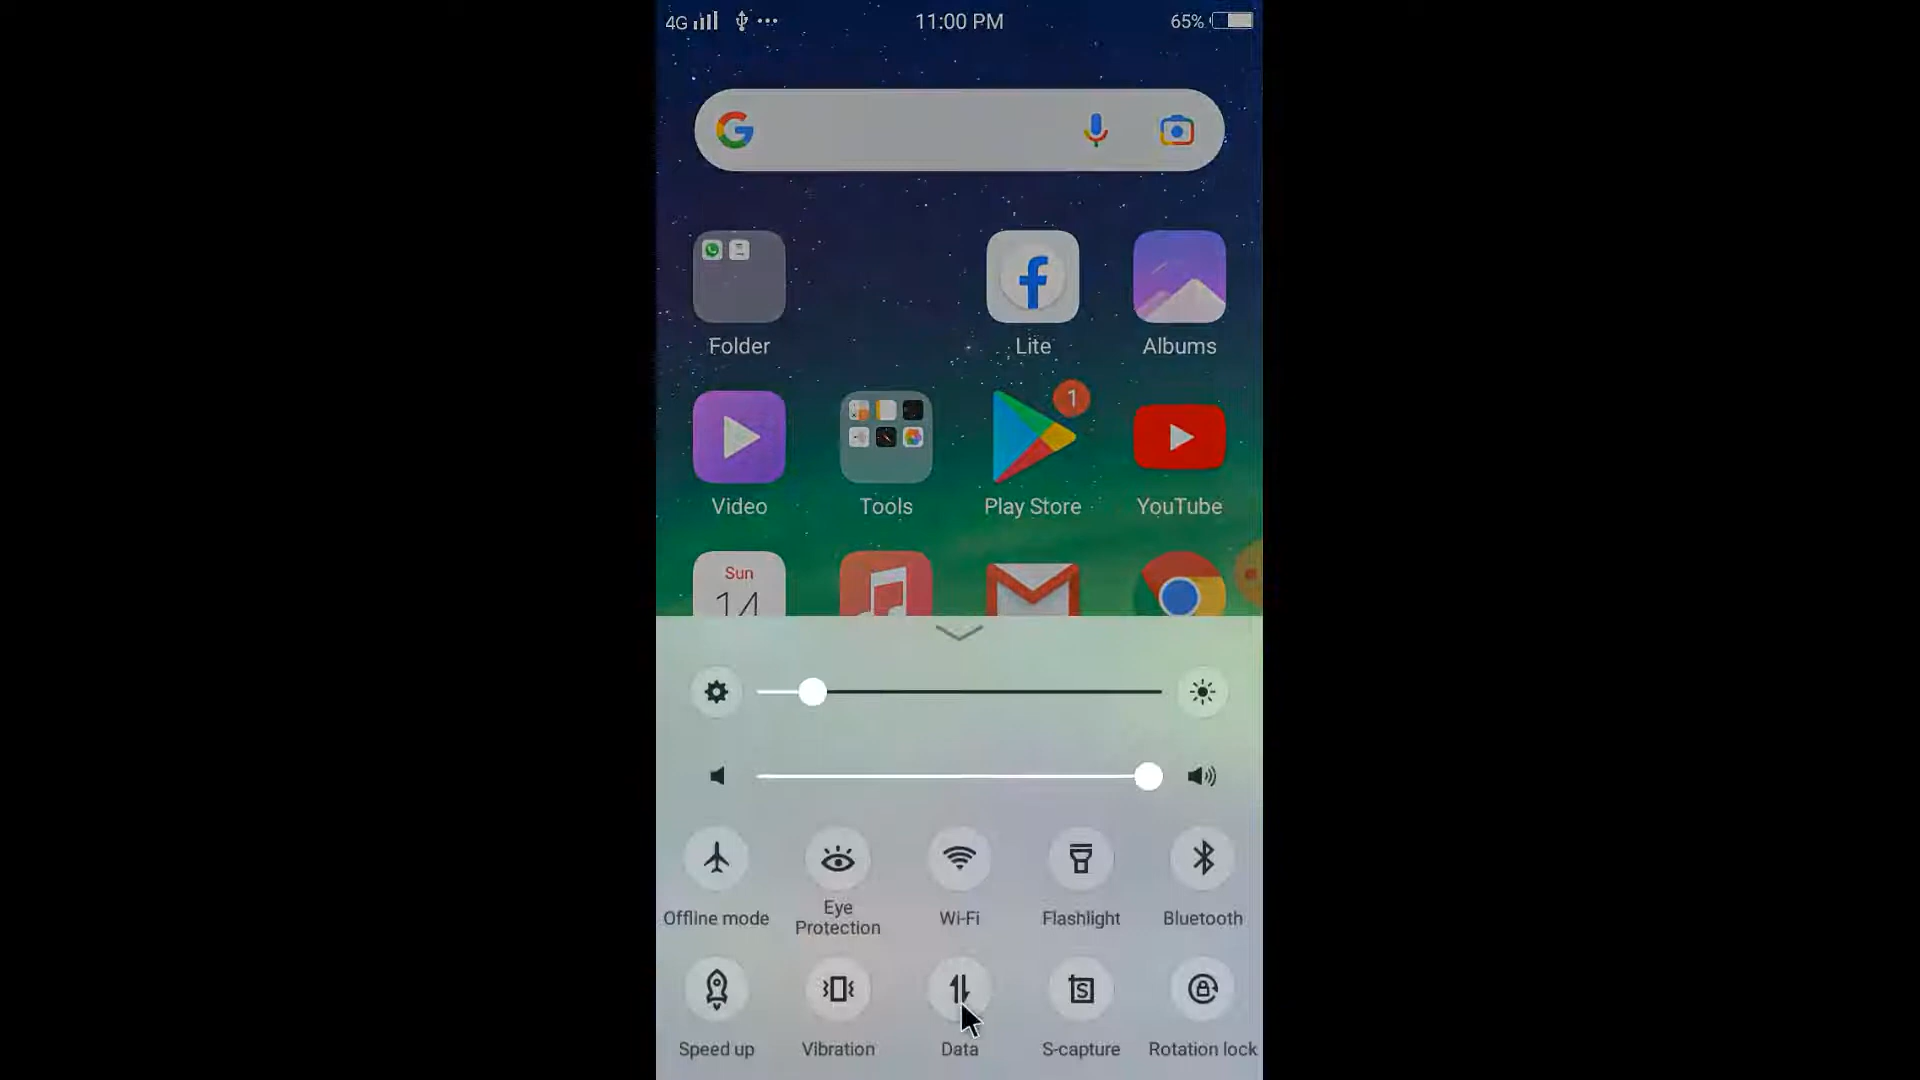 4G 11:00 PM 65%
Folder Lite Albums
1
Video Tools Play Store YouTube
Sun
14
Offline mode Eye Protection Wi-Fi Flashlight Bluetooth
S
Speed up Vibration Data S-capture Rotation lock